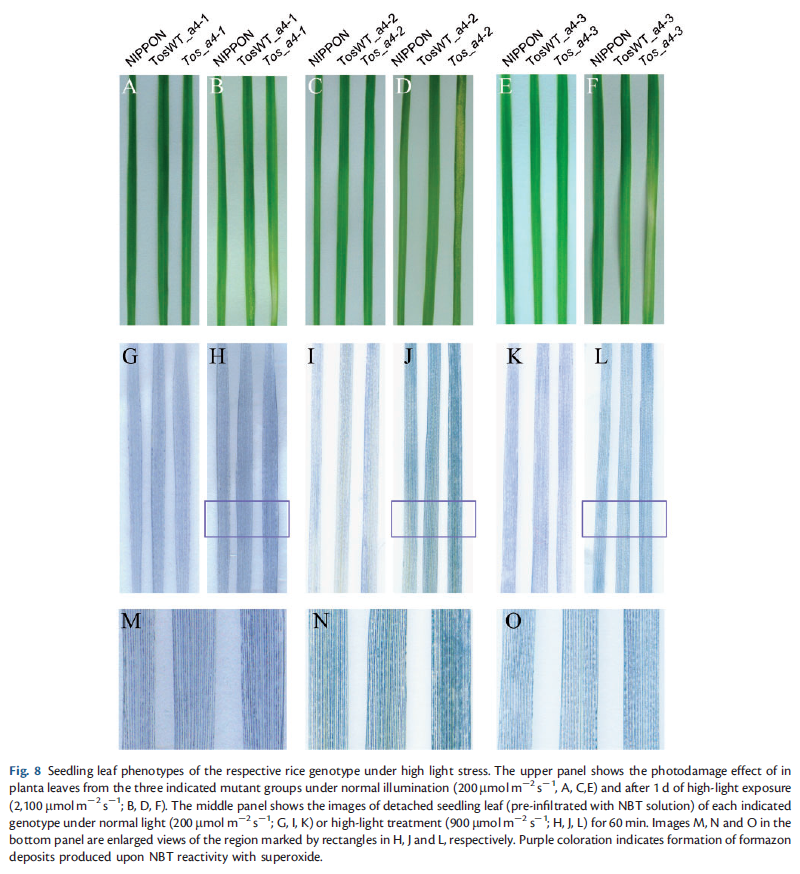 NIPPON TosWT_a4-1 Tos_a4-1 NIPPON TosWT_a4-1 Tos_a4-1 NIPPON TosWT_a4-2 Tos_a4-2 NIPPON TosWT_a4-2 Tos_a4-2 NIPPON TosWT_a4-3 Tos_a4-3 NIPPON TosWT_a4-3 Tos_a4-3
A B C D E F
G H I J K L
M N O
Fig. 8 Seedling leaf phenotypes of the respective rice genotype under high light stress. The upper panel shows the photodamage effect of in
planta leaves from the three indicated mutant groups under normal illumination (200 μmol m⁻² s⁻¹, A, C,E) and after 1 d of high-light exposure
(2,100 μmol m⁻² s⁻¹; B, D, F). The middle panel shows the images of detached seedling leaf (pre-infiltrated with NBT solution) of each indicated
genotype under normal light (200 μmol m⁻² s⁻¹; G, I, K) or high-light treatment (900 μmol m⁻² s⁻¹; H, J, L) for 60 min. Images M, N and O in the
bottom panel are enlarged views of the region marked by rectangles in H, J and L, respectively. Purple coloration indicates formation of formazon
deposits produced upon NBT reactivity with superoxide.